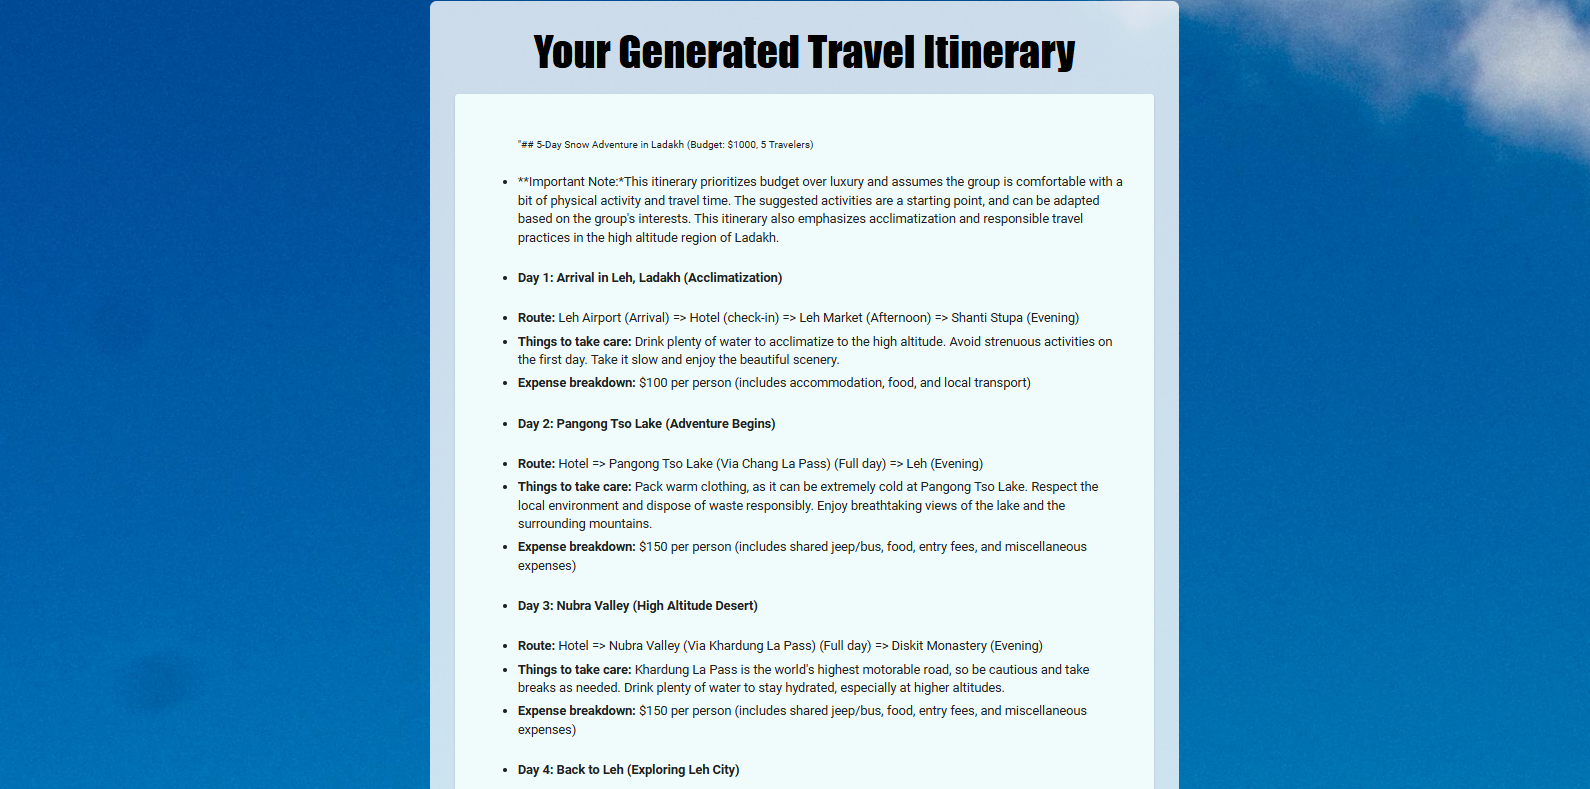 Your Generated Travel Itinerary
"## 5-Day Snow Adventure in Ladakh (Budget: $1000, 5 Travelers)
• **Important Note:*This itinerary prioritizes budget over luxury and assumes the group is comfortable with a
bit of physical activity and travel time. The suggested activities are a starting point, and can be adapted
based on the group's interests. This itinerary also emphasizes acclimatization and responsible travel
practices in the high altitude region of Ladakh.
• Day 1: Arrival in Leh, Ladakh (Acclimatization)
• Route: Leh Airport (Arrival) => Hotel (check-in) => Leh Market (Afternoon) => Shanti Stupa (Evening)
• Things to take care: Drink plenty of water to acclimatize to the high altitude. Avoid strenuous activities on
the first day. Take it slow and enjoy the beautiful scenery.
• Expense breakdown: $100 per person (includes accommodation, food, and local transport)
• Day 2: Pangong Tso Lake (Adventure Begins)
• Route: Hotel => Pangong Tso Lake (Via Chang La Pass) (Full day) => Leh (Evening)
• Things to take care: Pack warm clothing, as it can be extremely cold at Pangong Tso Lake. Respect the
local environment and dispose of waste responsibly. Enjoy breathtaking views of the lake and the
surrounding mountains.
• Expense breakdown: $150 per person (includes shared jeep/bus, food, entry fees, and miscellaneous
expenses)
• Day 3: Nubra Valley (High Altitude Desert)
• Route: Hotel => Nubra Valley (Via Khardung La Pass) (Full day) => Diskit Monastery (Evening)
• Things to take care: Khardung La Pass is the world's highest motorable road, so be cautious and take
breaks as needed. Drink plenty of water to stay hydrated, especially at higher altitudes.
• Expense breakdown: $150 per person (includes shared jeep/bus, food, entry fees, and miscellaneous
expenses)
• Day 4: Back to Leh (Exploring Leh City)